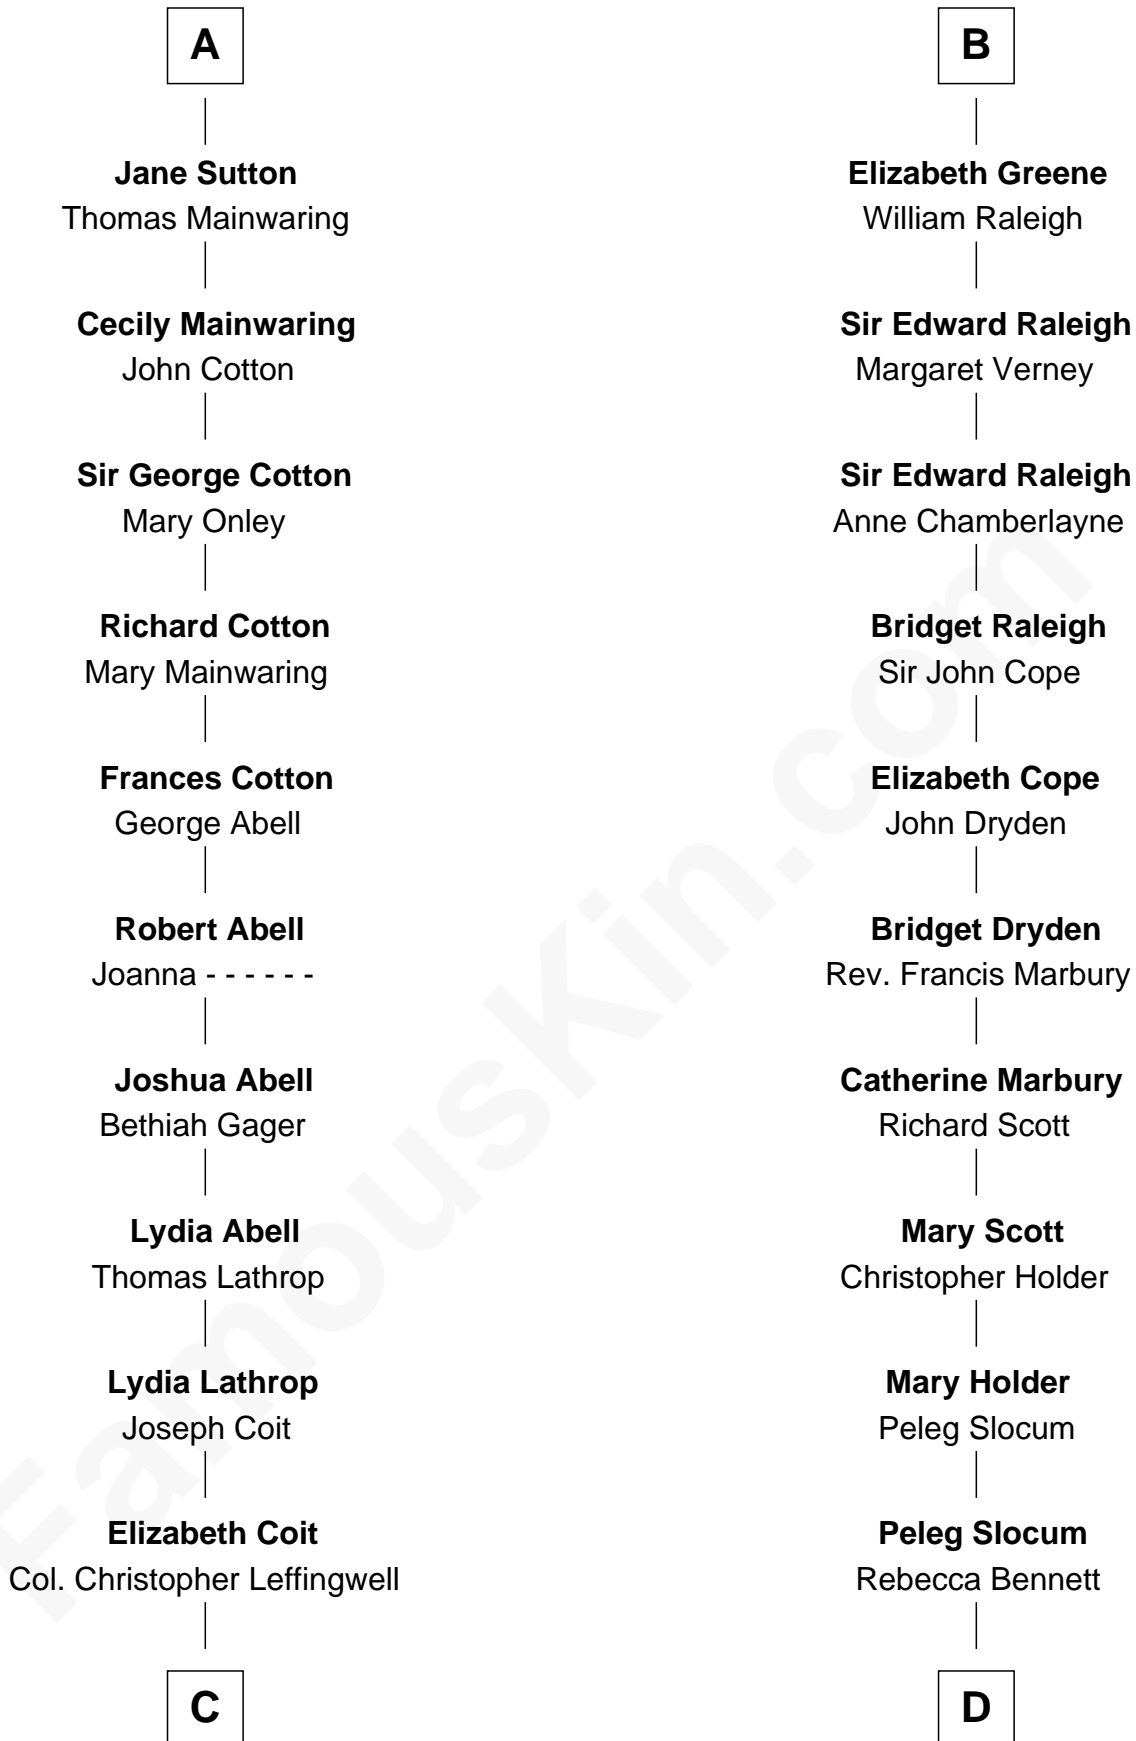 A
Jane Sutton
Thomas Mainwaring
Cecily Mainwaring
John Cotton
Sir George Cotton
Mary Onley
Richard Cotton
Mary Mainwaring
Frances Cotton
George Abell
Robert Abell
Joanna - - - - - -
Joshua Abell
Bethiah Gager
Lydia Abell
Thomas Lathrop
Lydia Lathrop
Joseph Coit
Elizabeth Coit
Col. Christopher Leffingwell
C
B
Elizabeth Greene
William Raleigh
Sir Edward Raleigh
Margaret Verney
Sir Edward Raleigh
Anne Chamberlayne
Bridget Raleigh
Sir John Cope
Elizabeth Cope
John Dryden
Bridget Dryden
Rev. Francis Marbury
Catherine Marbury
Richard Scott
Mary Scott
Christopher Holder
Mary Holder
Peleg Slocum
Peleg Slocum
Rebecca Bennett
D
FamousKin.com